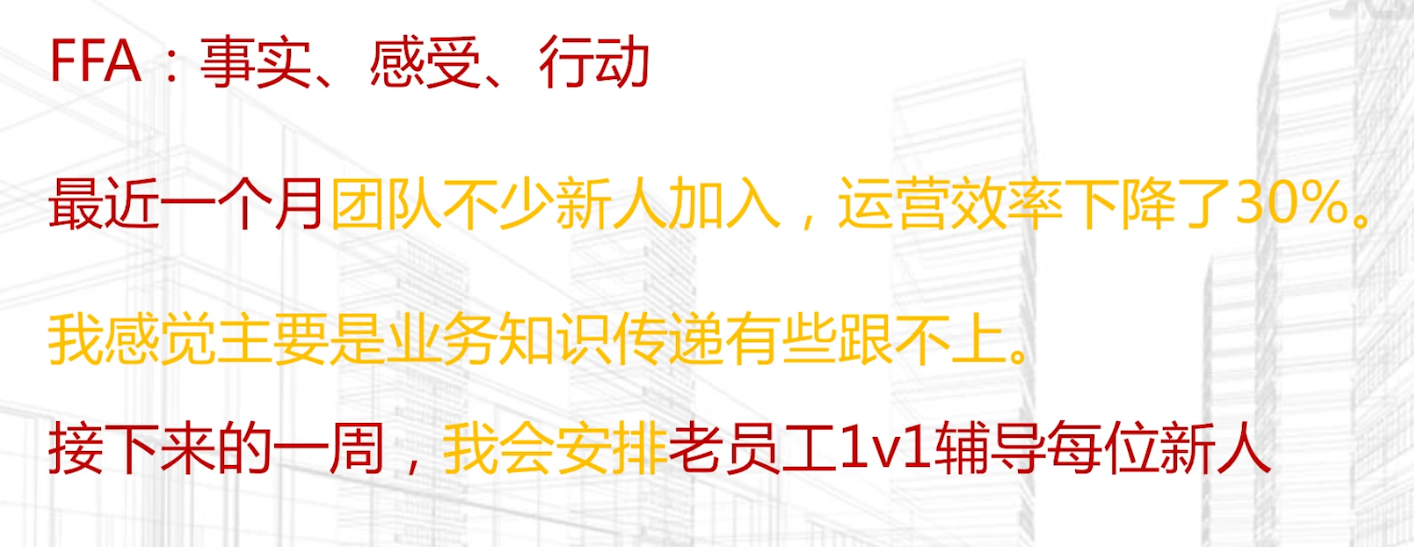 FFA：事实、感受、行动
最近一个月团队不少新人加入，运营效率下降了30%。
我感觉主要是业务知识传递有些跟不上。
接下来的一周，我会安排老员工1v1辅导每位新人